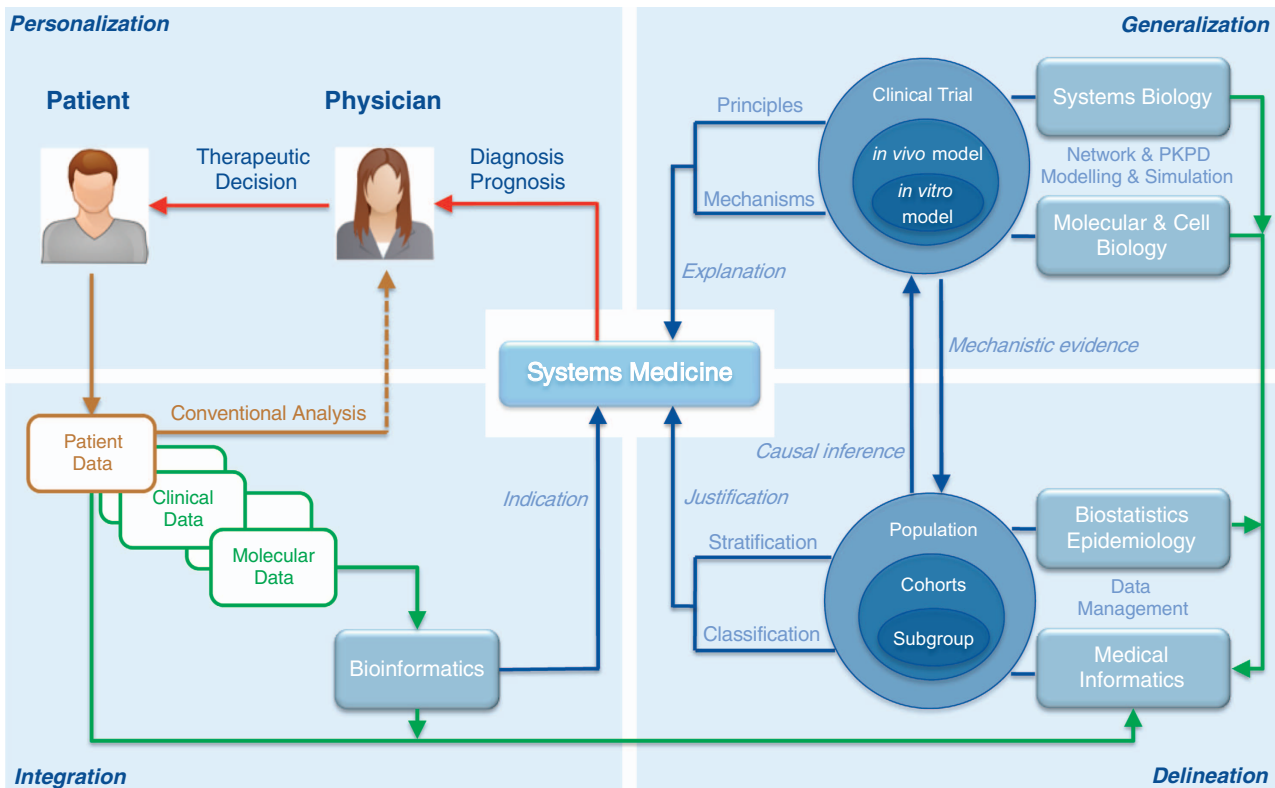 Personalization
Patient
Physician
Therapeutic
Decision
Diagnosis
Prognosis
Generalization
Principles
Mechanisms
Explanation
Clinical Trial
in vivo model
in vitro
model
Systems Biology
Network & PKPD
Modelling & Simulation
Molecular & Cell
Biology
Mechanistic evidence
Causal inference
Systems Medicine
Conventional Analysis
Patient
Data
Clinical
Data
Molecular
Data
Bioinformatics
Indication
Integration
Justification
Stratification
Classification
Population
Cohorts
Subgroup
Biostatistics
Epidemiology
Data
Management
Medical
Informatics
Delineation